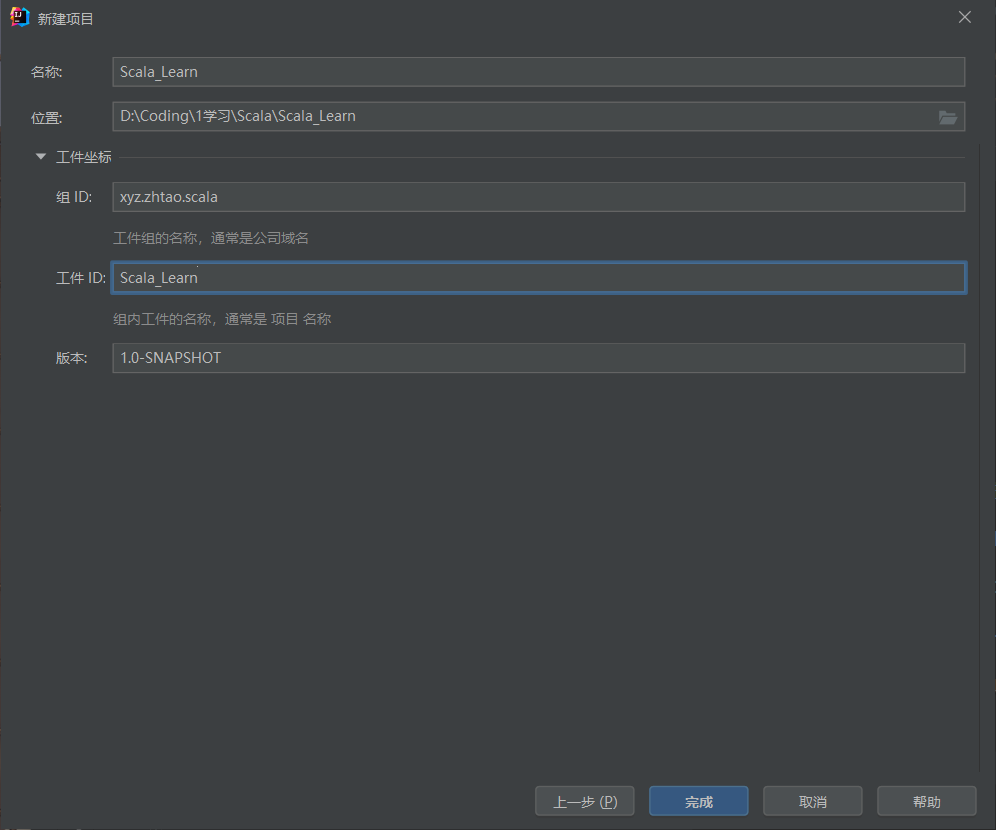 新建项目
名称: Scala_Learn
位置: D:\Coding\1学习\Scala\Scala_Learn
工件坐标
组 ID: xyz.zhtao.scala
工件组的名称，通常是公司域名
工件 ID: Scala_Learn
组内工件的名称，通常是 项目 名称
版本: 1.0-SNAPSHOT
上一步 (P) 完成 取消 帮助